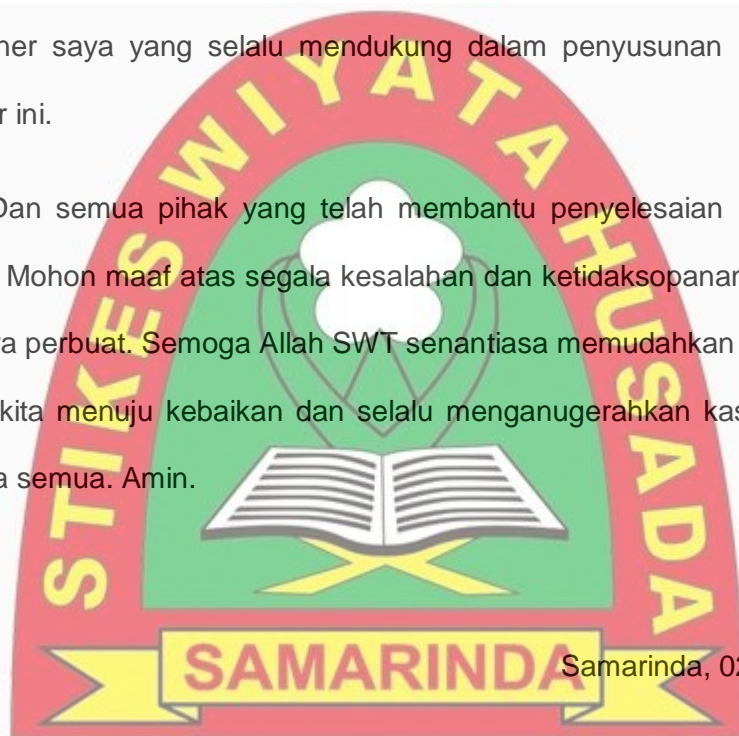 ner saya yang selalu mendukung dalam penyusunan
r ini.
Dan semua pihak yang telah membantu penyelesaian
Mohon maaf atas segala kesalahan dan ketidaksopanan
a perbuat. Semoga Allah SWT senantiasa memudahkan
kita menuju kebaikan dan selalu menganugerahkan kas
a semua. Amin.
Samarinda, 02
STIKES WIYATA HUSADA
SAMARINDA